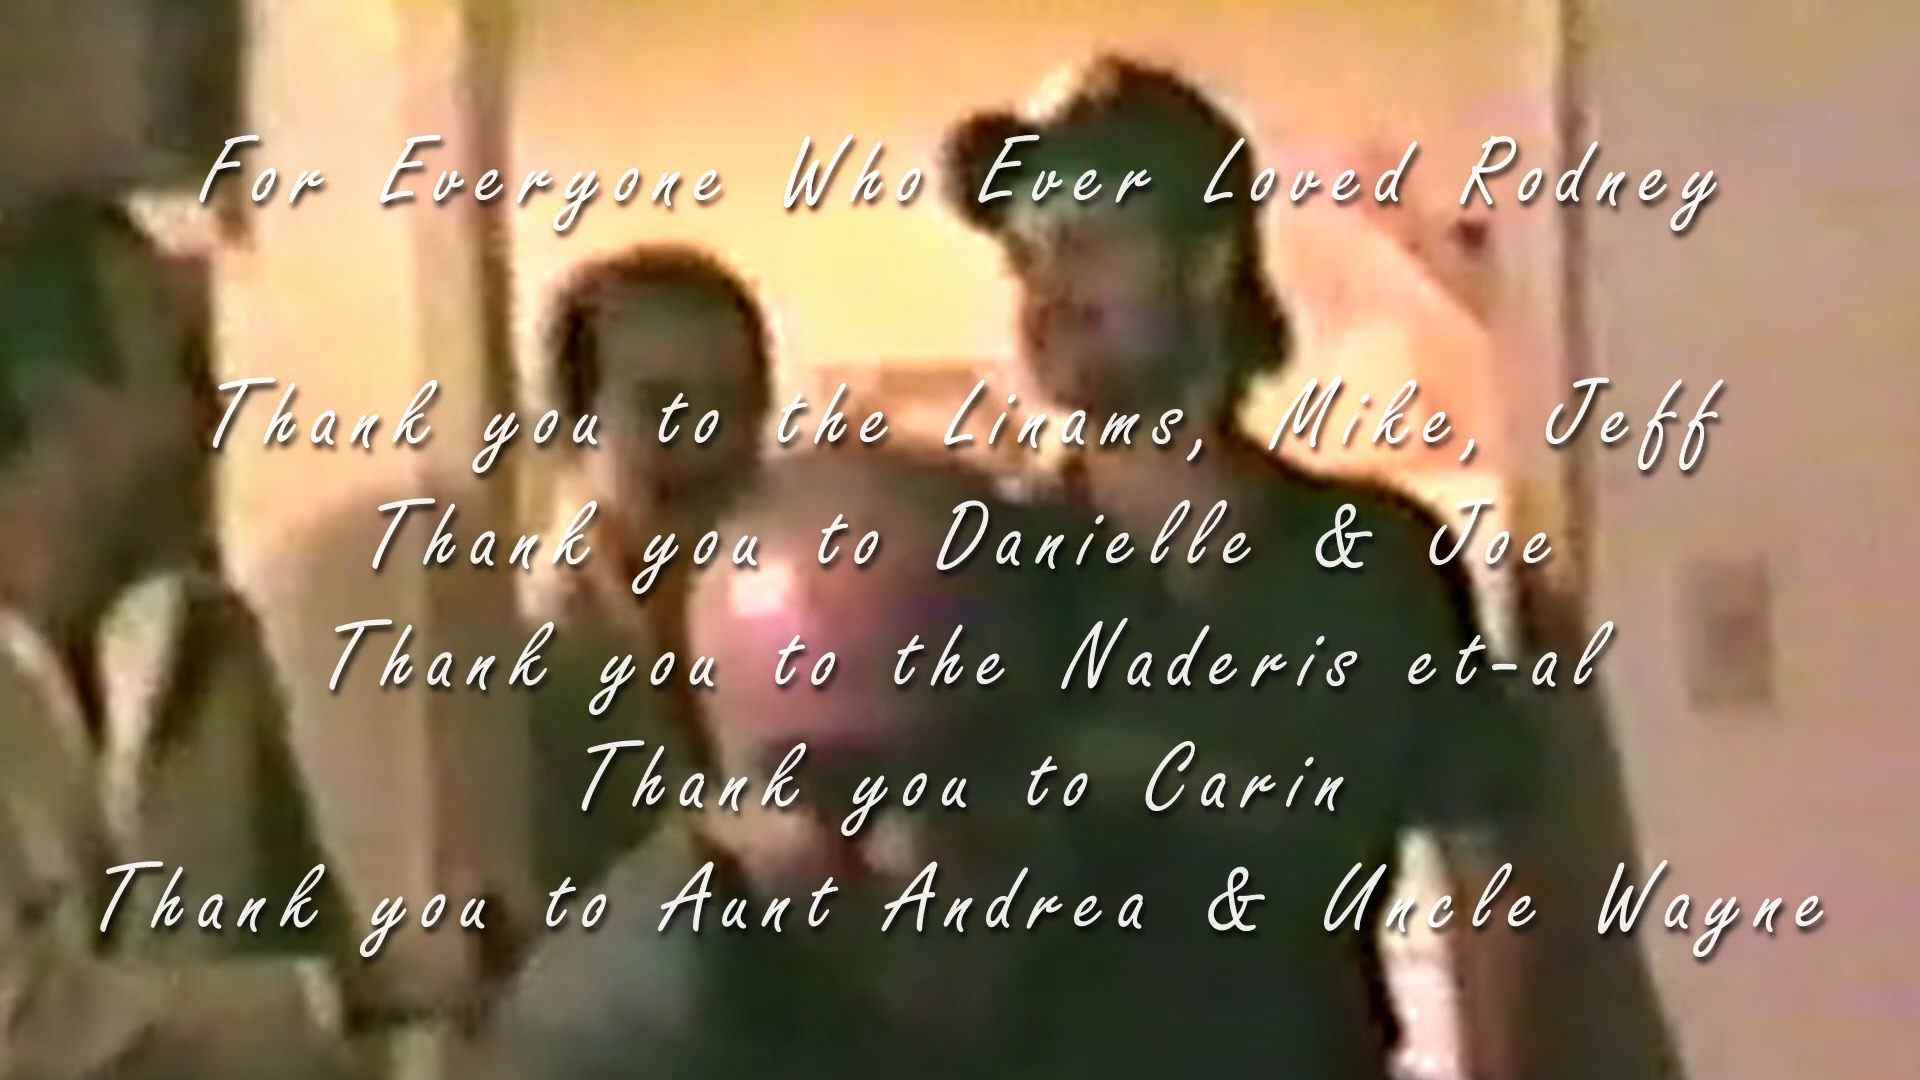 For Everyone Who Ever Loved Rodney
Thank you to the Linams, Mike, Jeff
Thank you to Danielle & Joe
Thank you to the Naderis et-al
Thank you to Carin
Thank you to Aunt Andrea & Uncle Wayne